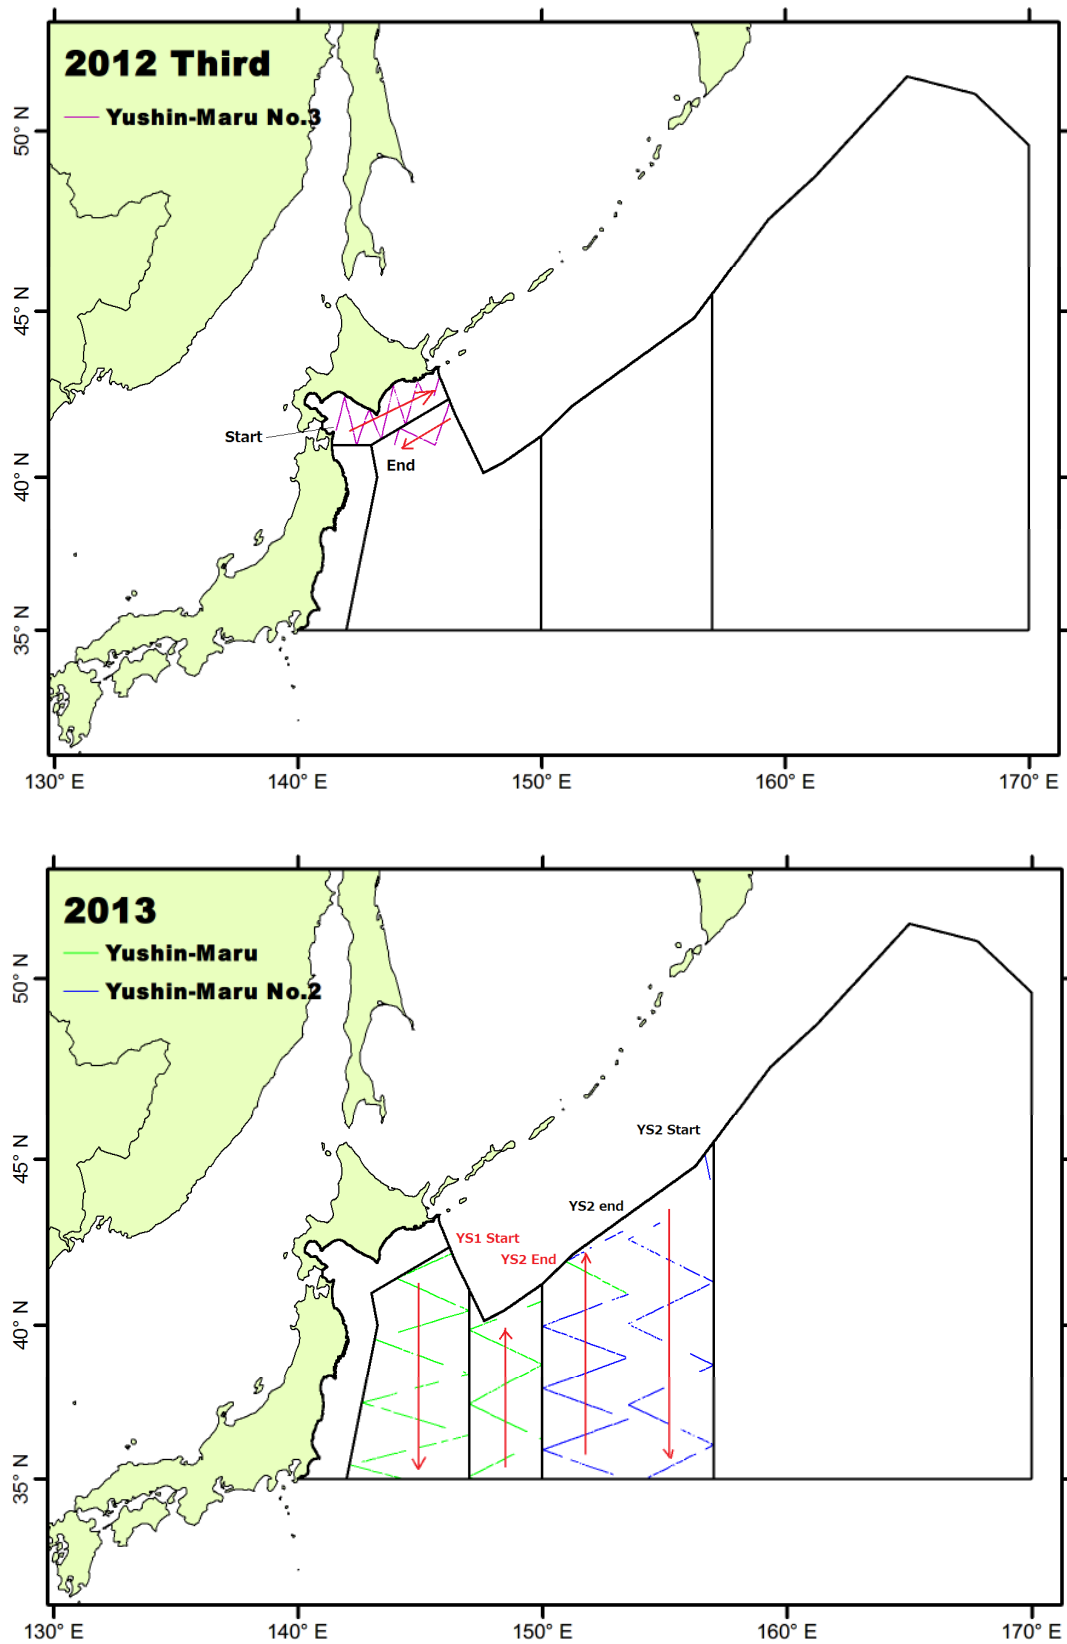 2012 Third
Yushin-Maru No.3
50° N
45° N
40° N
35° N
Start
End
130° E
140° E
150° E
160° E
170° E
2013
Yushin-Maru
Yushin-Maru No.2
50° N
45° N
40° N
35° N
YS2 Start
YS2 end
YS1 Start
YS2 End
130° E
140° E
150° E
160° E
170° E